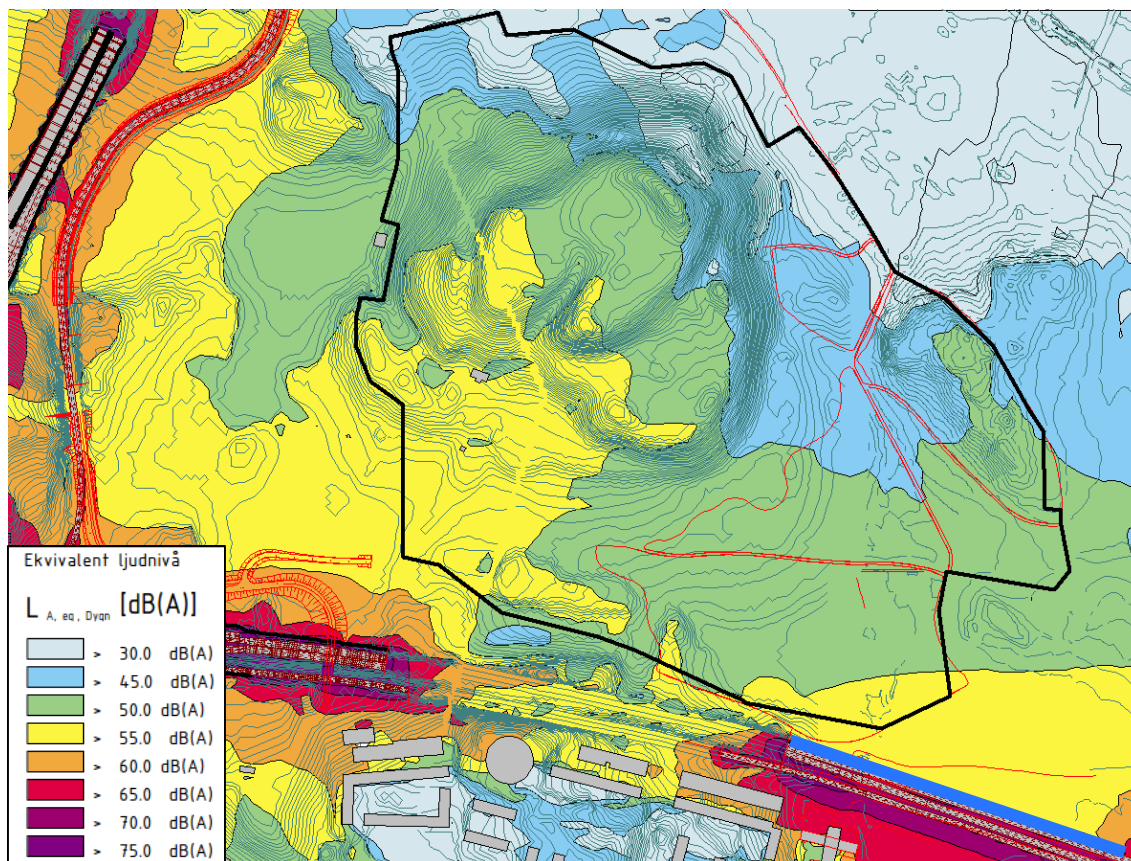 Ekvivalent ljudnivå
L A, eq, Dygn [dB(A)]
> 30.0 dB(A)
> 45.0 dB(A)
> 50.0 dB(A)
> 55.0 dB(A)
> 60.0 dB(A)
> 65.0 dB(A)
> 70.0 dB(A)
> 75.0 dB(A)